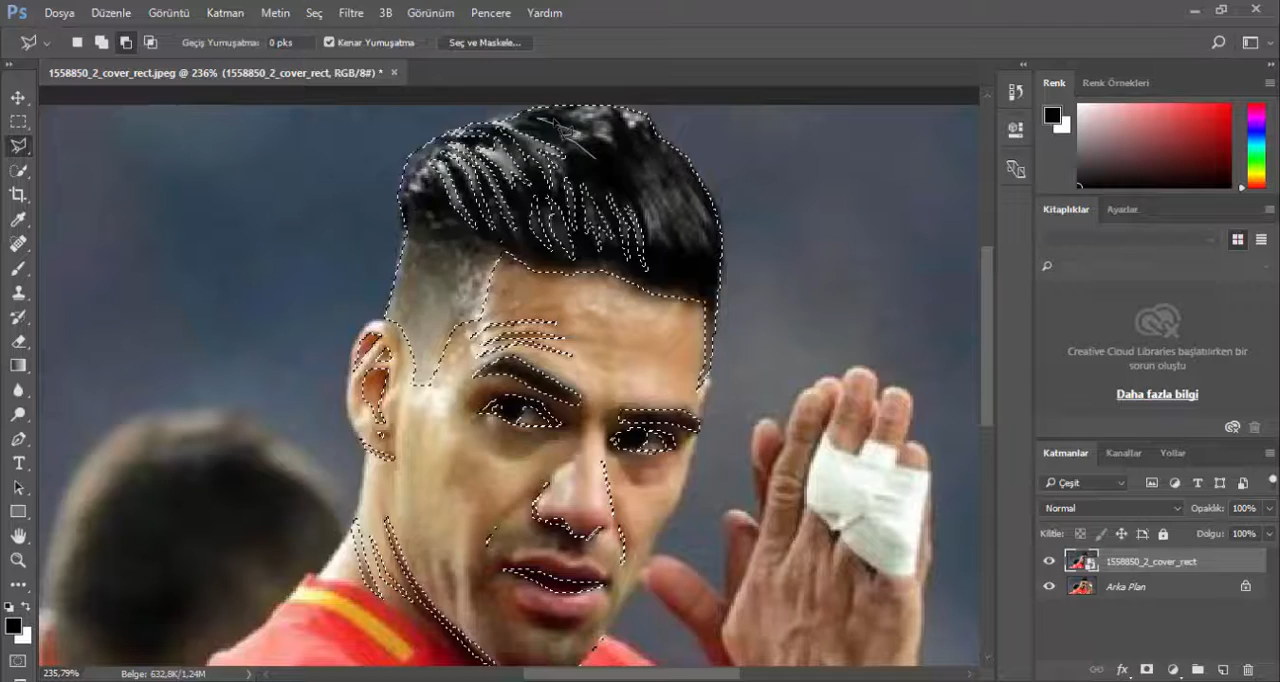 Ps Dosya Düzenle Görüntü Katman Metin Seç Filtre 3B Görünüm Pencere Yardım
Geçiş Yumuşatma: 0 pks Kenar Yumuşatma Seç ve Maskele...
1558850_2_cover_rect.jpeg @ 236% (1558850_2_cover_rect, RGB/8#) * ×
Renk Renk Örnekleri
Kitaplıklar Ayarlar
Creative Cloud Libraries başlatılırken bir
sorun oluştu
Daha fazla bilgi
Katmanlar Kanallar Yollar
Çeşit
Normal Opaklık: 100%
Kilitle: Dolgu: 100%
1558850_2_cover_rect
Arka Plan
235,79% Belge: 632,8K/1,24M